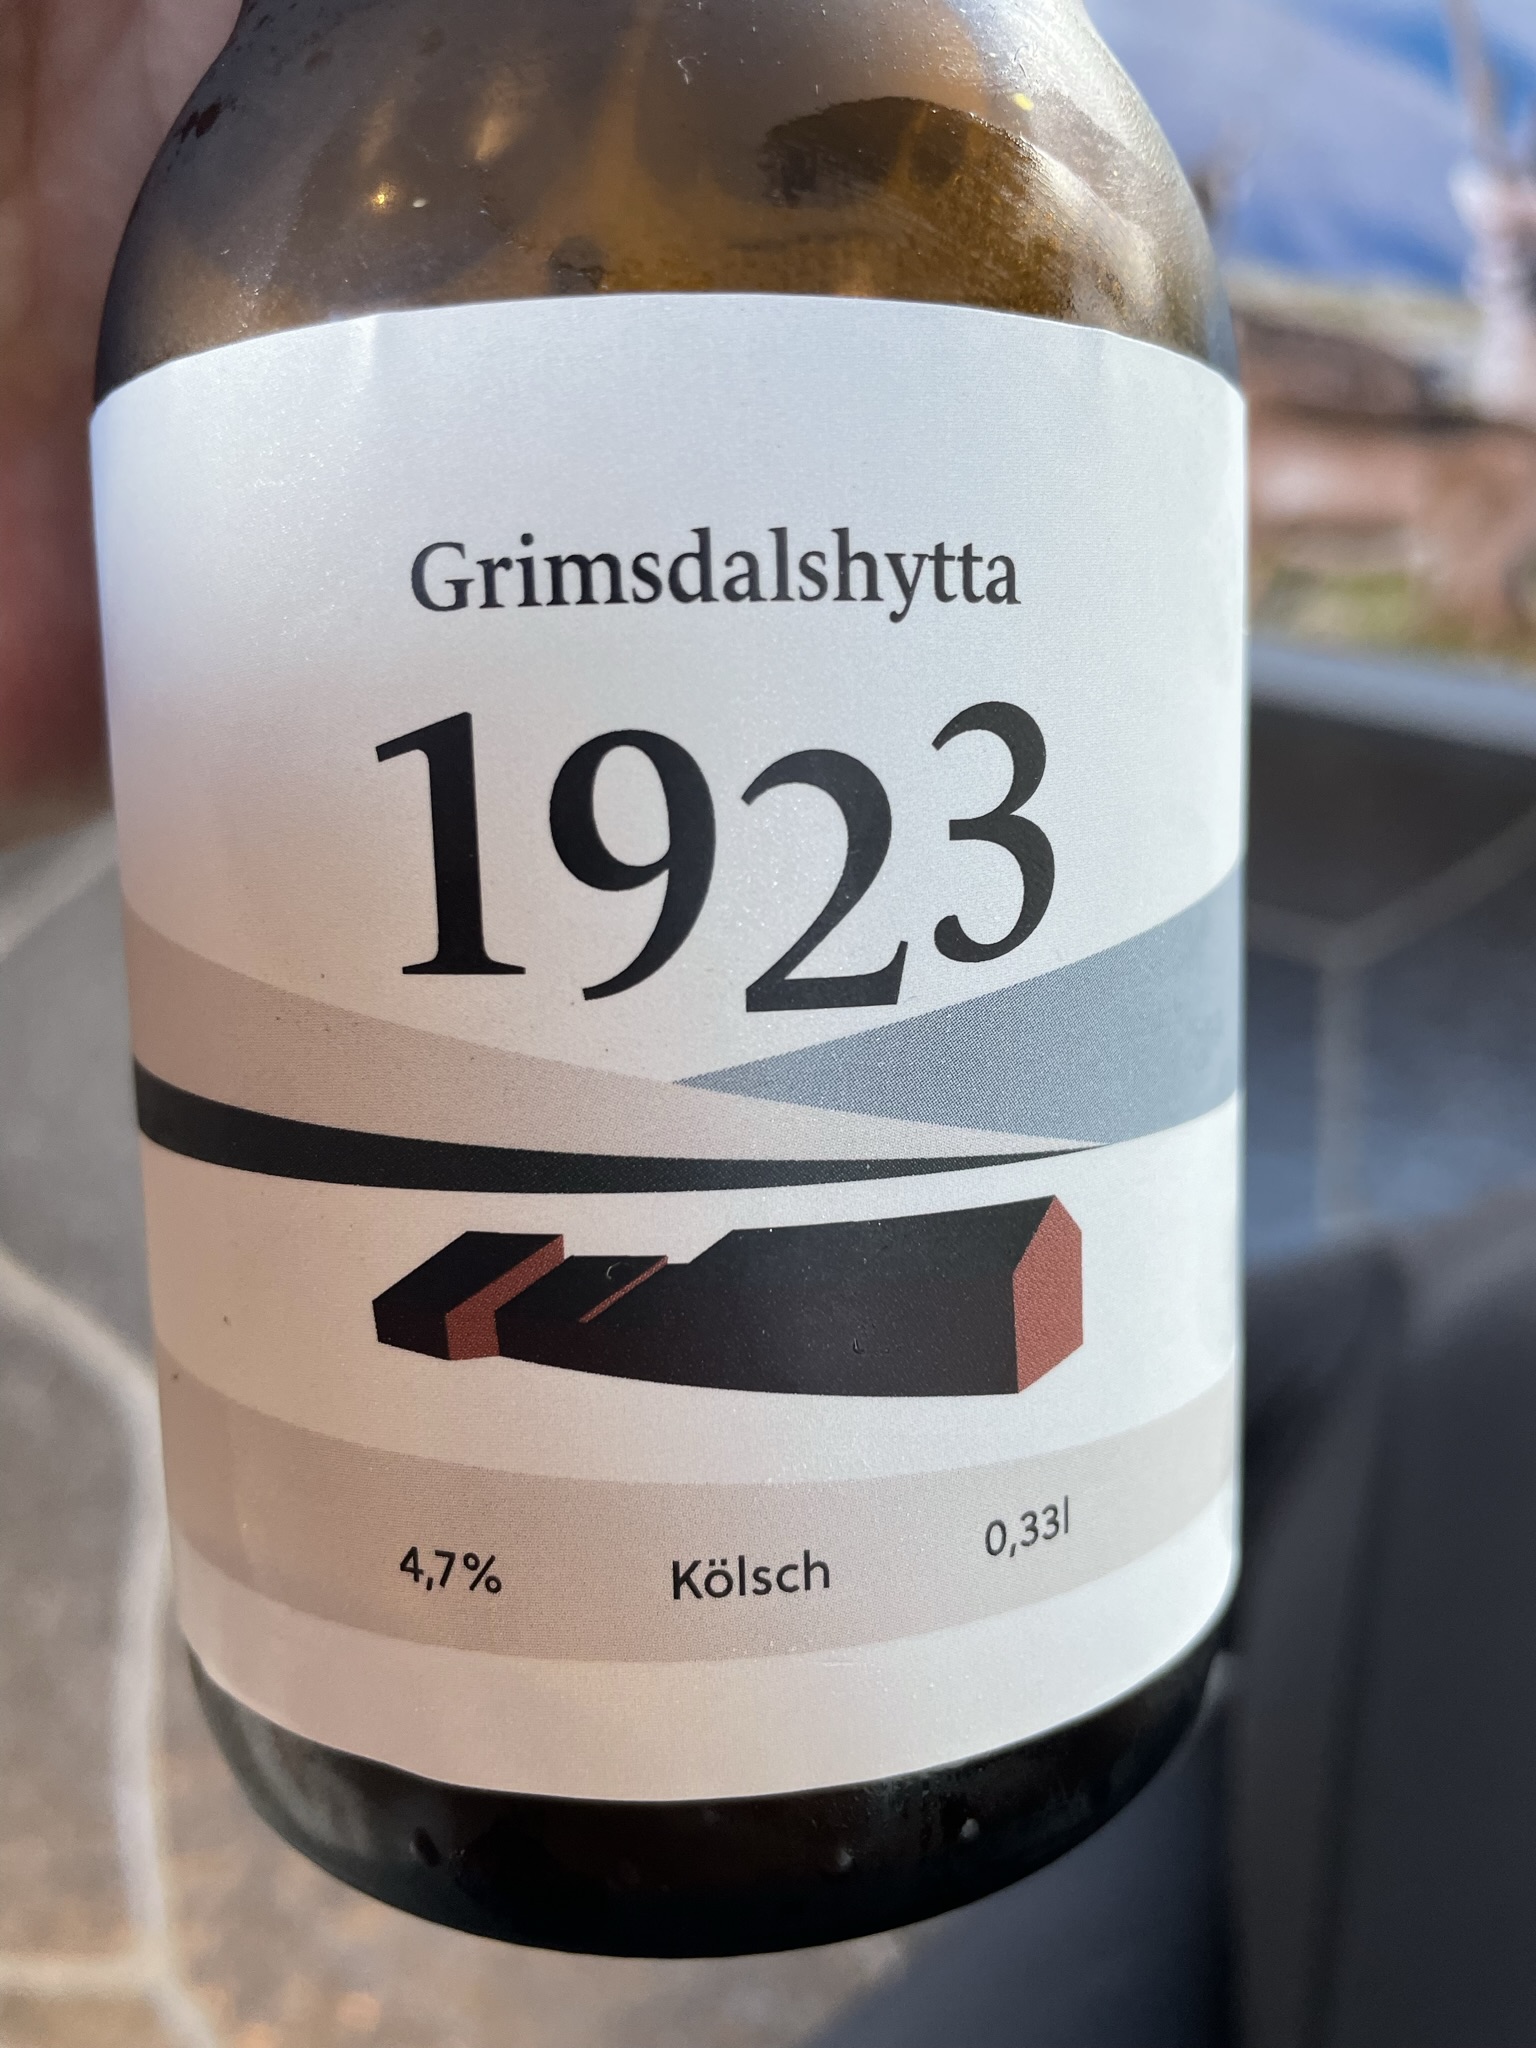 Grimsdalshytta
1923
4,7% Kölsch 0,33l